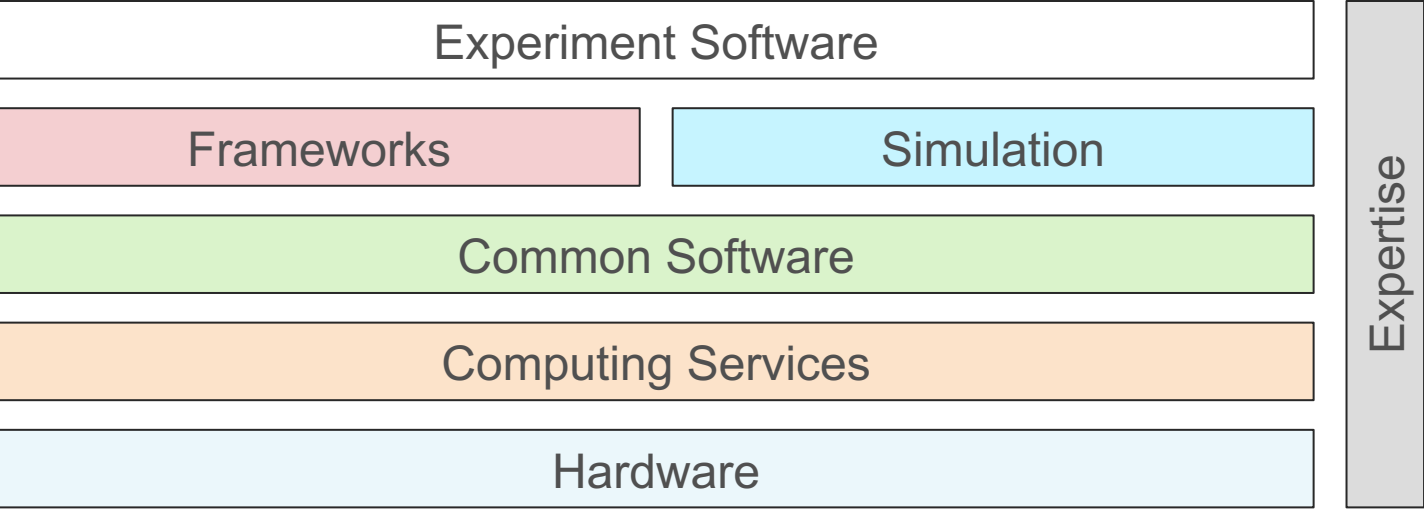 Experiment Software
Frameworks
Simulation
Common Software
Computing Services
Hardware
Expertise